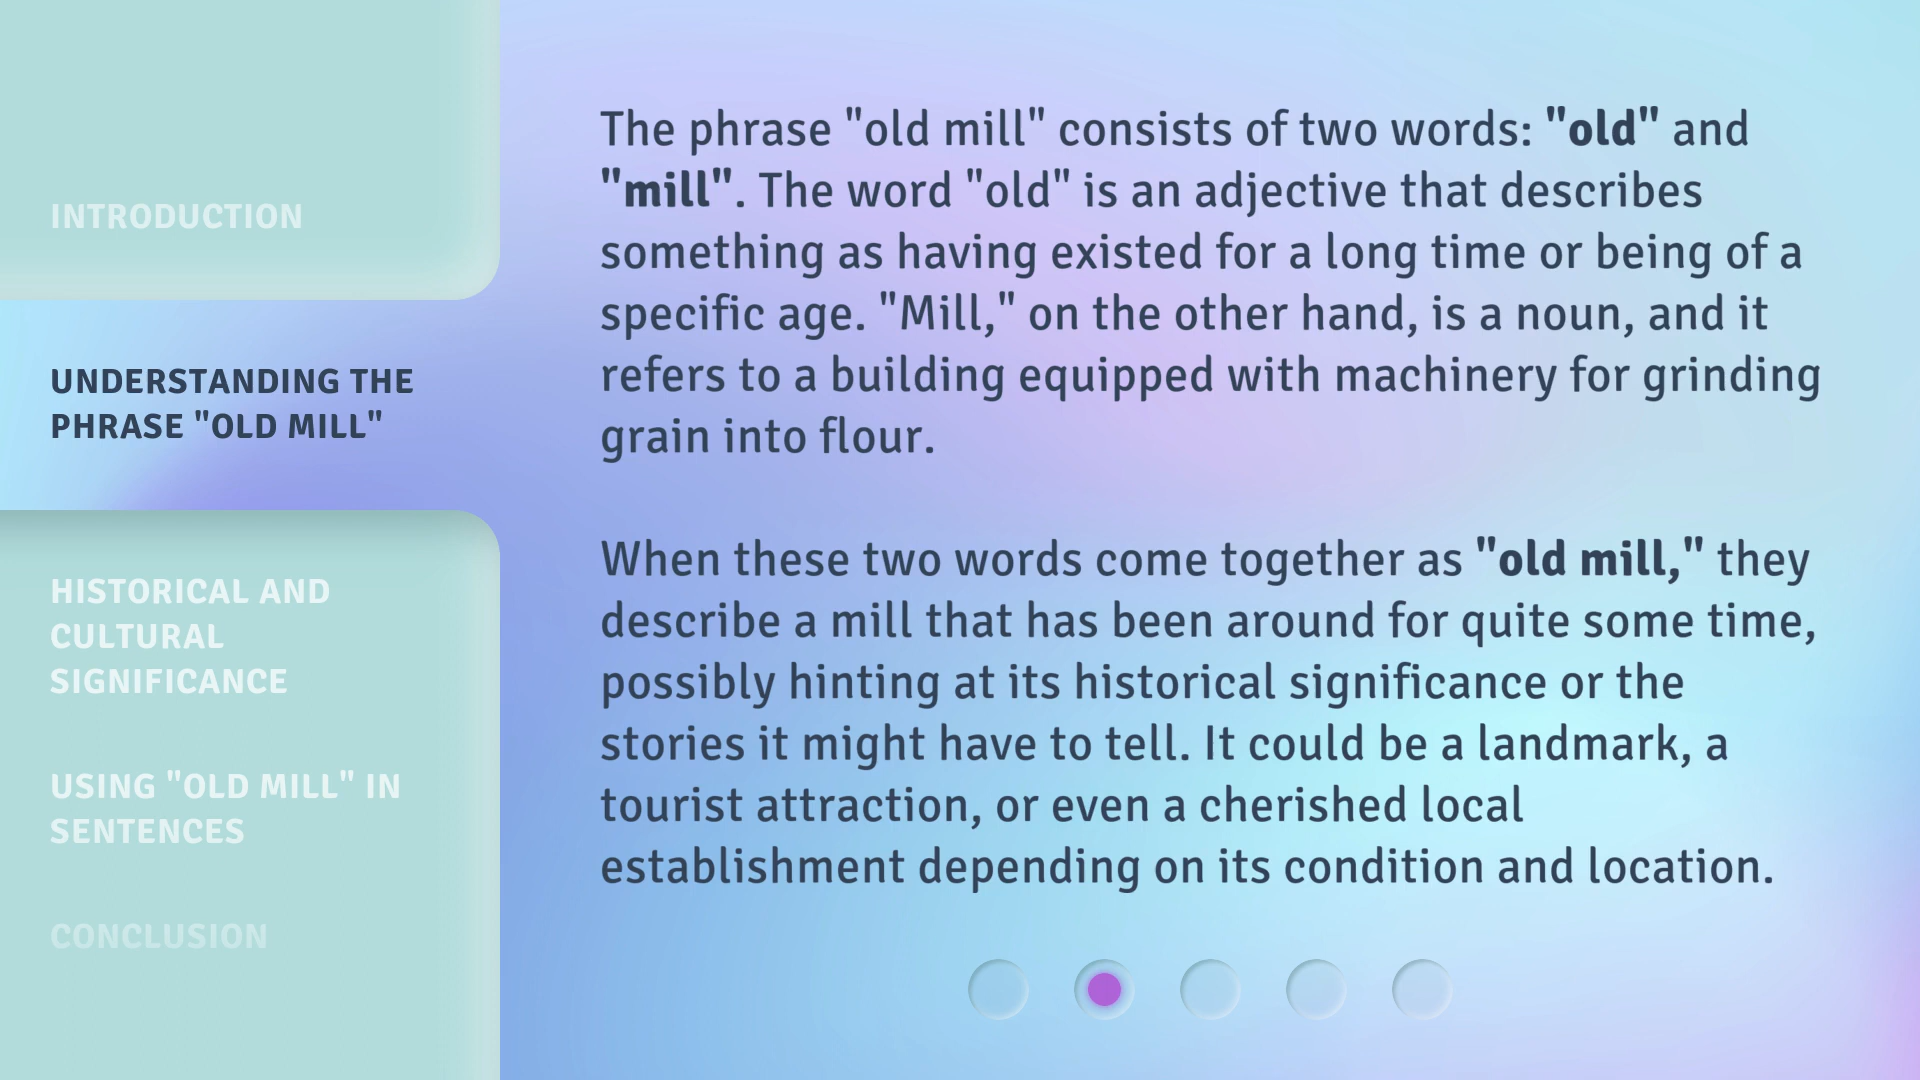 INTRODUCTION
UNDERSTANDING THE
PHRASE "OLD MILL"
HISTORICAL AND
CULTURAL
SIGNIFICANCE
USING "OLD MILL" IN
SENTENCES
CONCLUSION
The phrase "old mill" consists of two words: "old" and
"mill". The word "old" is an adjective that describes
something as having existed for a long time or being of a
specific age. "Mill," on the other hand, is a noun, and it
refers to a building equipped with machinery for grinding
grain into flour.
When these two words come together as "old mill," they
describe a mill that has been around for quite some time,
possibly hinting at its historical significance or the
stories it might have to tell. It could be a landmark, a
tourist attraction, or even a cherished local
establishment depending on its condition and location.